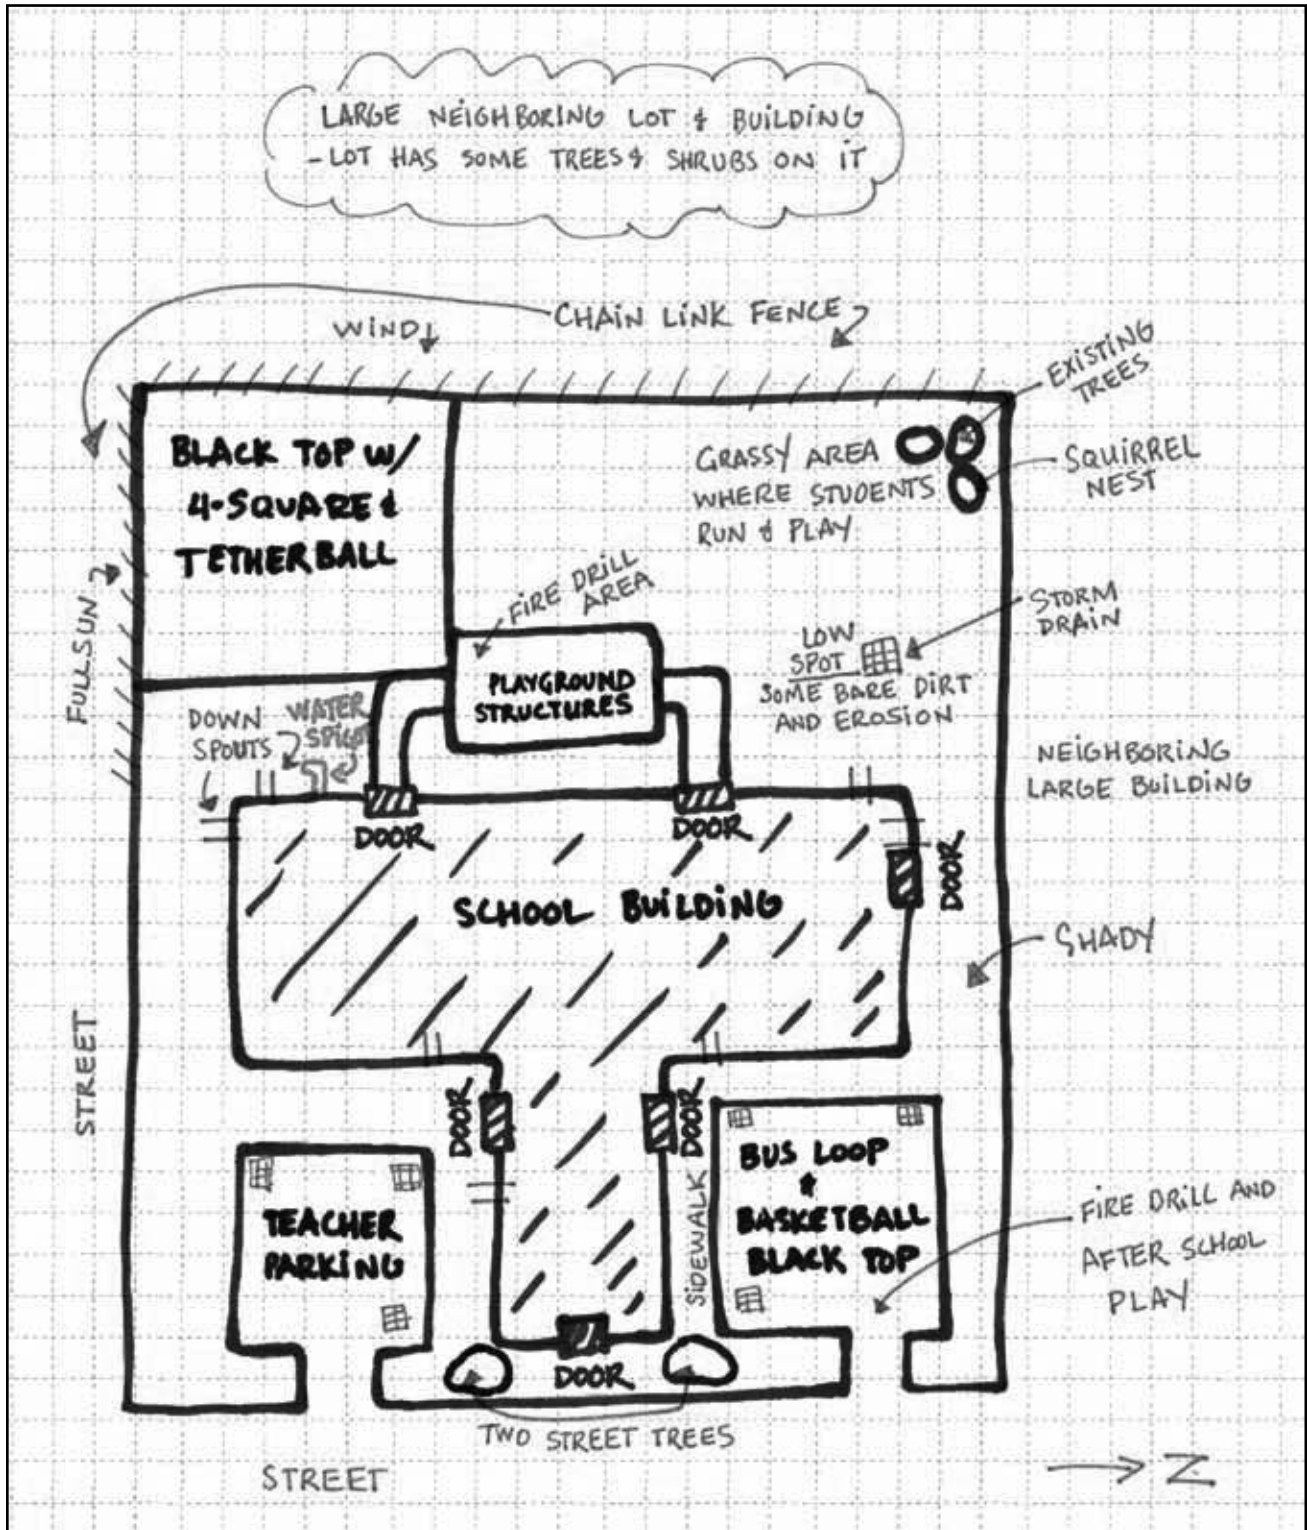 LARGE NEIGHBORING LOT & BUILDING
- LOT HAS SOME TREES & SHRUBS ON IT
CHAIN LINK FENCE
WIND
EXISTING
TREES
BLACK TOP W/
4-SQUARE &
TETHERBALL
GRASSY AREA
WHERE STUDENTS
RUN & PLAY
SQUIRREL
NEST
FIRE DRILL
AREA
STORM
DRAIN
FULL SUN
LOW
SPOT
SOME BARE DIRT
AND EROSION
PLAYGROUND
STRUCTURES
DOWN
SPOUTS
WATER
SPIGOT
NEIGHBORING
LARGE BUILDING
DOOR
DOOR
DOOR
SCHOOL BUILDING
SHADY
STREET
DOOR
DOOR
SIDEWALK
TEACHER
PARKING
BUS LOOP
&
BASKETBALL
BLACK TOP
FIRE DRILL AND
AFTER SCHOOL
PLAY
DOOR
TWO STREET TREES
STREET
N